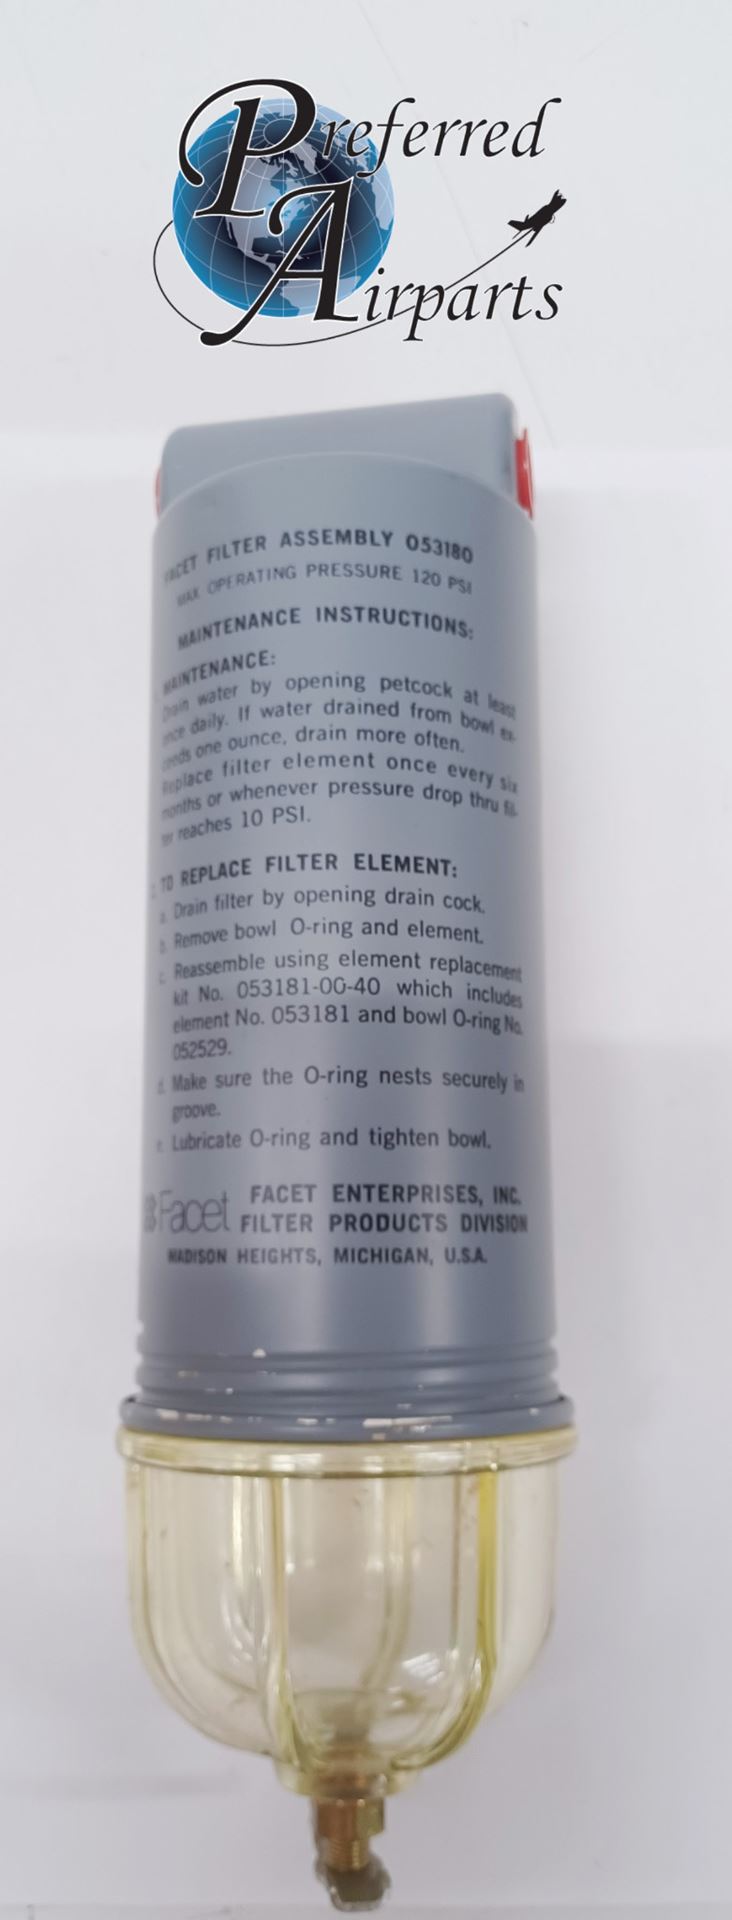 Preferred
Airparts
FACET FILTER ASSEMBLY 053180
MAX. OPERATING PRESSURE 120 PSI
MAINTENANCE INSTRUCTIONS:
MAINTENANCE:
Drain water by opening petcock at least
once daily. If water drained from bowl ex-
ceeds one ounce, drain more often.
Replace filter element once every six
months or whenever pressure drop thru fil-
ter reaches 10 PSI.
TO REPLACE FILTER ELEMENT:
a. Drain filter by opening drain cock.
b. Remove bowl O-ring and element.
c. Reassemble using element replacement
kit No. 053181-00-40 which includes
element No. 053181 and bowl O-ring No.
052529.
d. Make sure the O-ring nests securely in
groove.
e. Lubricate O-ring and tighten bowl.
Facet FACET ENTERPRISES, INC.
FILTER PRODUCTS DIVISION
MADISON HEIGHTS, MICHIGAN, U.S.A.